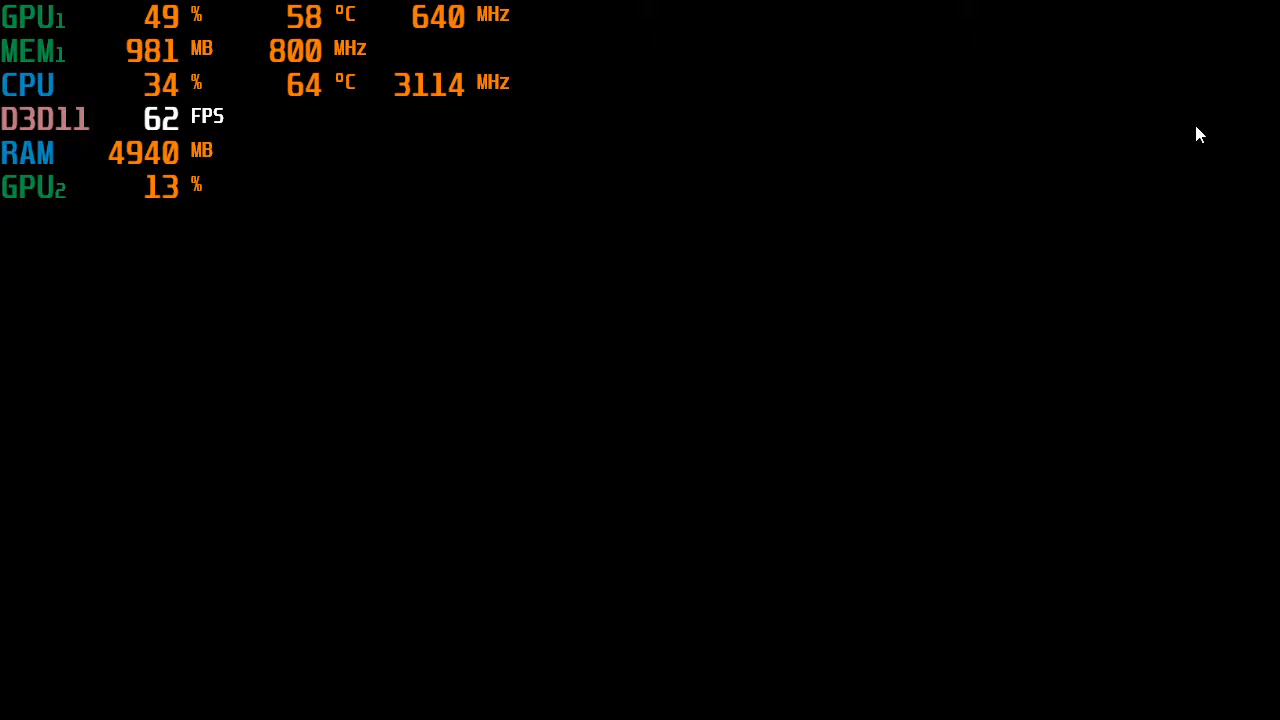 GPU1 49 % 58 °C 640 MHz
MEM1 981 MB 800 MHz
CPU 34 % 64 °C 3114 MHz
D3D11 62 FPS
RAM 4940 MB
GPU2 13 %